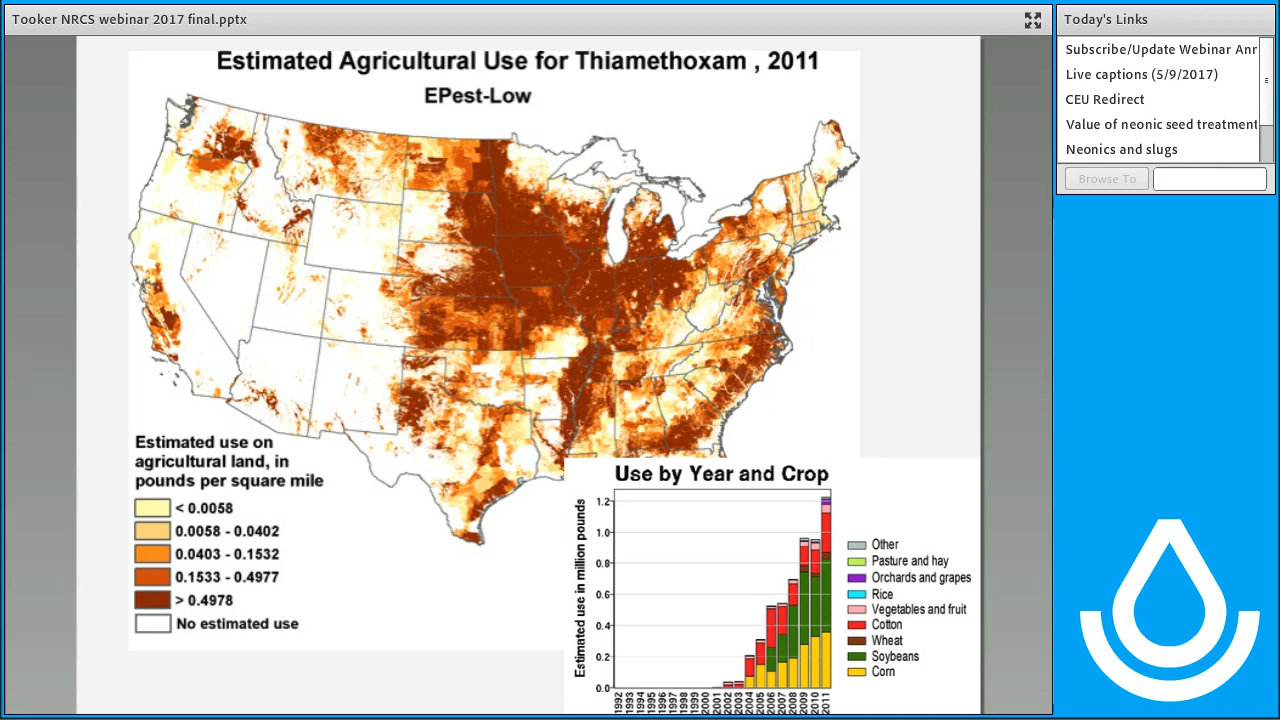 Tooker NRCS webinar 2017 final.pptx
Estimated Agricultural Use for Thiamethoxam , 2011
EPest-Low
Estimated use on
agricultural land, in
pounds per square mile
< 0.0058
0.0058 - 0.0402
0.0403 - 0.1532
0.1533 - 0.4977
> 0.4978
No estimated use
Use by Year and Crop
Estimated use in million pounds
1.2
1.0
0.8
0.6
0.4
0.2
0.0
1992
1993
1994
1995
1996
1997
1998
1999
2000
2001
2002
2003
2004
2005
2006
2007
2008
2009
2010
2011
Other
Pasture and hay
Orchards and grapes
Rice
Vegetables and fruit
Cotton
Wheat
Soybeans
Corn
Today's Links
Subscribe/Update Webinar Anr
Live captions (5/9/2017)
CEU Redirect
Value of neonic seed treatment
Neonics and slugs
Browse To